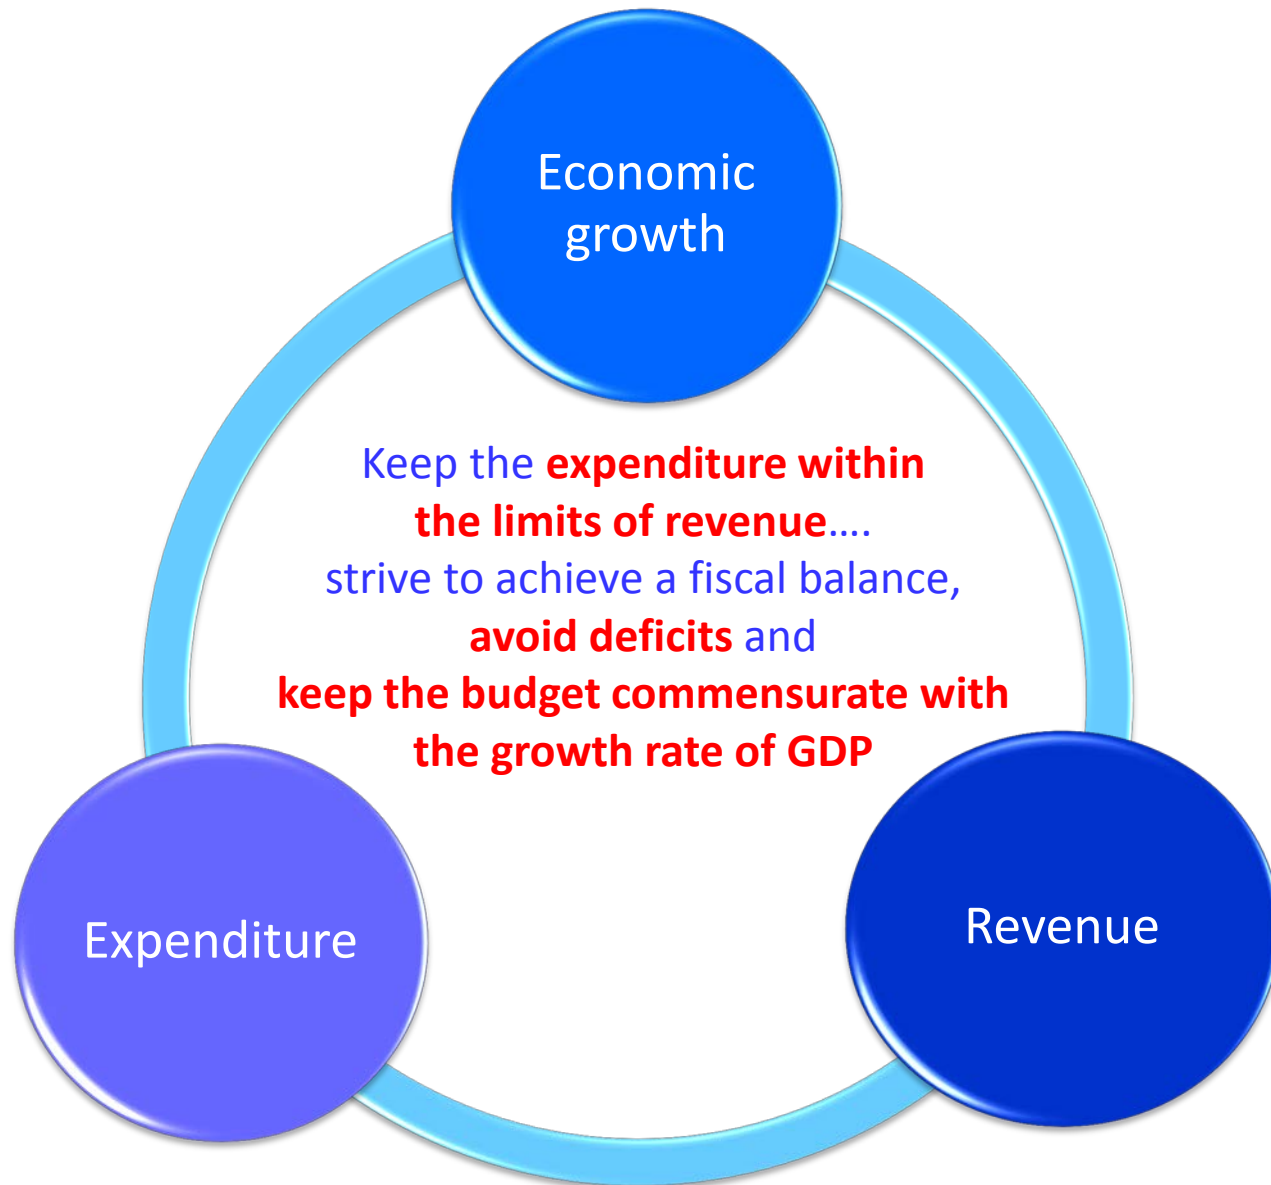 Economic
growth
Keep the expenditure within
the limits of revenue....
strive to achieve a fiscal balance,
avoid deficits and
keep the budget commensurate with
the growth rate of GDP
Expenditure
Revenue